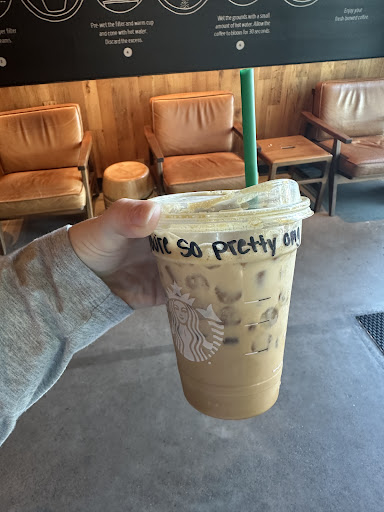 Pre-wet the filter and warm cup
and cone with hot water.
Discard the excess.
Wet the grounds with a small
amount of hot water. Allow the
coffee to bloom for 30 seconds.
Enjoy your
fresh brewed coffee.
so pretty